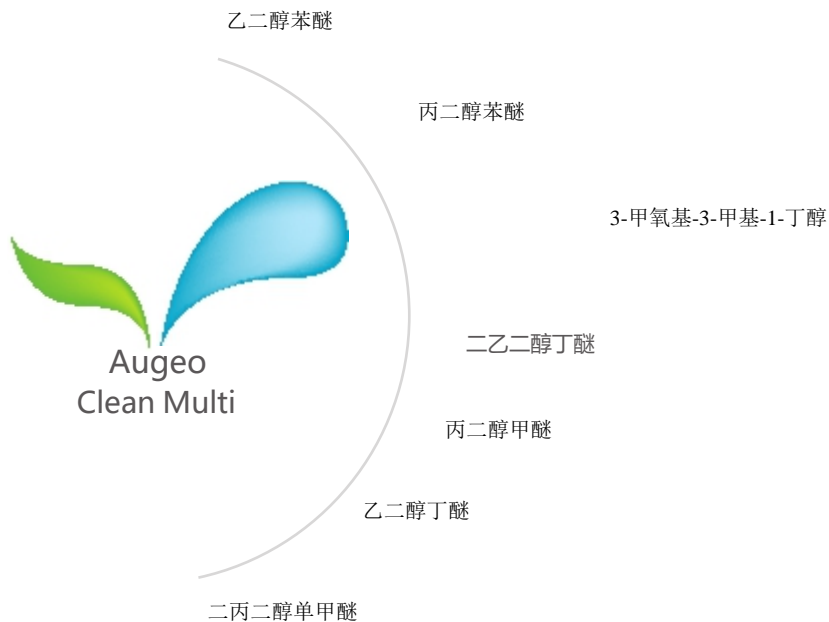 乙二醇苯醚
丙二醇苯醚
3-甲氧基-3-甲基-1-丁醇
二乙二醇丁醚
Augeo
Clean Multi
丙二醇甲醚
乙二醇丁醚
二丙二醇单甲醚